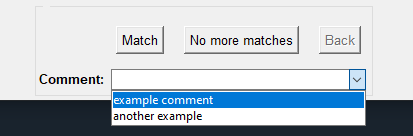 Match No more matches Back
Comment:
example comment
another example